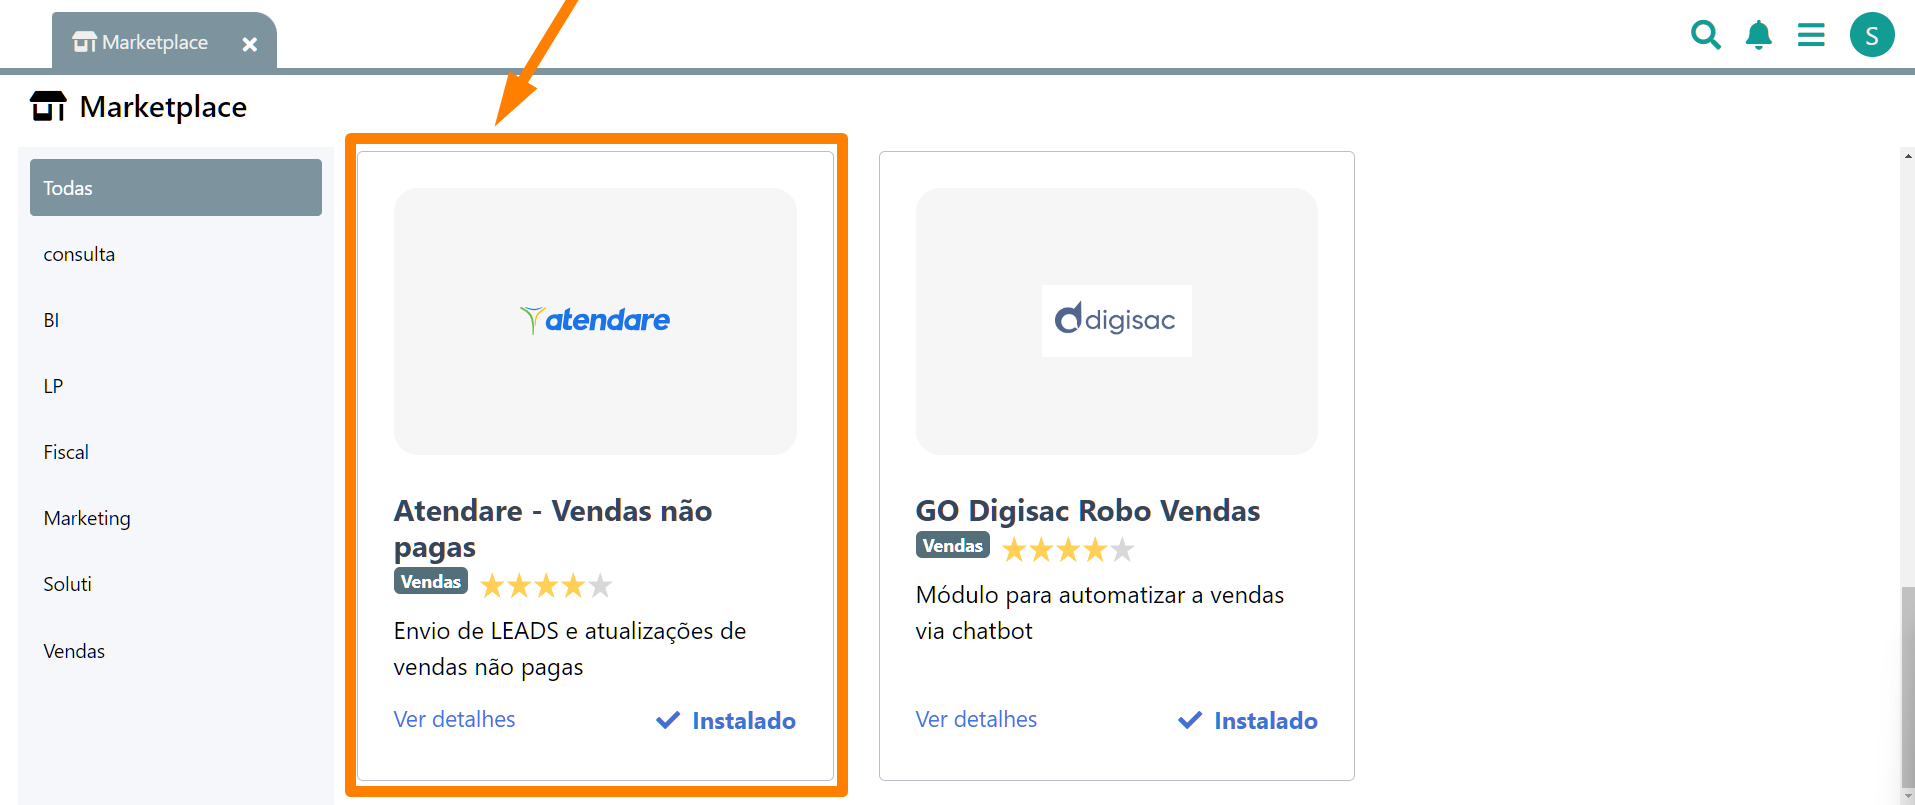 Marketplace
S
Marketplace
Todas
consulta
BI
LP
Fiscal
Marketing
Soluti
Vendas
atendare
Atendare - Vendas não
pagas
Vendas
Envio de LEADS e atualizações de
vendas não pagas
Ver detalhes
Instalado
digisac
GO Digisac Robo Vendas
Vendas
Módulo para automatizar a vendas
via chatbot
Ver detalhes
Instalado